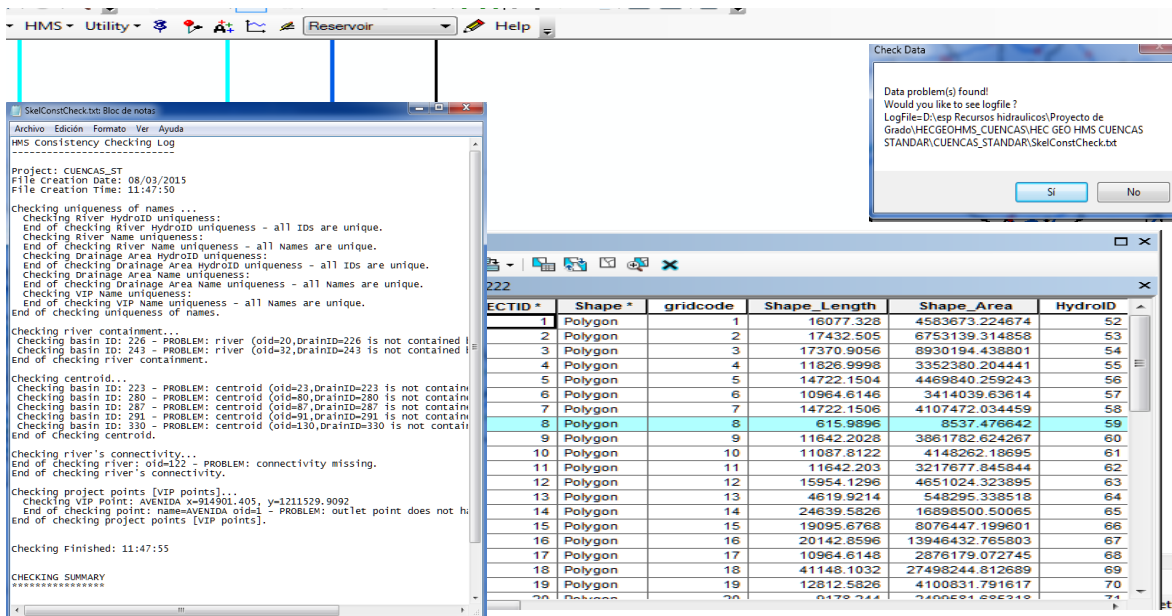 HMS Utility Reservoir Help
Check Data
Data problem(s) found!
Would you like to see logfile ?
LogFile=D:\esp Recursos hidraulicos\Proyecto de
Grado\HECGEOHMS_CUENCAS\HEC GEO HMS CUENCAS
STANDAR\CUENCAS_STANDAR\SkelConstCheck.txt
Sí No
SkelConstCheck.txt: Bloc de notas
Archivo Edición Formato Ver Ayuda
HMS Consistency Checking Log
----------------------------
Project: CUENCAS_ST
File Creation Date: 08/03/2015
File Creation Time: 11:47:50
Checking uniqueness of names ...
Checking River HydroID uniqueness:
End of checking River HydroID uniqueness - all IDs are unique.
Checking River Name uniqueness:
End of checking River Name uniqueness - all Names are unique.
Checking Drainage Area HydroID uniqueness:
End of checking Drainage Area HydroID uniqueness - all IDs are unique.
Checking Drainage Area Name uniqueness:
End of checking Drainage Area Name uniqueness - all Names are unique.
Checking VIP Name uniqueness:
End of checking VIP Name uniqueness - all Names are unique.
End of checking uniqueness of names.
Checking river containment...
Checking basin ID: 226 - PROBLEM: river (oid=20,DrainID=226 is not contained
Checking basin ID: 243 - PROBLEM: river (oid=32,DrainID=243 is not contained
End of checking river containment.
Checking centroid...
Checking basin ID: 223 - PROBLEM: centroid (oid=23,DrainID=223 is not contain
Checking basin ID: 280 - PROBLEM: centroid (oid=80,DrainID=280 is not contain
Checking basin ID: 287 - PROBLEM: centroid (oid=87,DrainID=287 is not contain
Checking basin ID: 291 - PROBLEM: centroid (oid=91,DrainID=291 is not contain
Checking basin ID: 330 - PROBLEM: centroid (oid=130,DrainID=330 is not contai
End of checking centroid.
Checking river's connectivity...
End of checking river: oid=122 - PROBLEM: connectivity missing.
End of checking river's connectivity.
Checking project points [VIP points]...
Checking VIP Point: AVENIDA x=914901.405, y=1211529.9092
End of checking point: name=AVENIDA oid=1 - PROBLEM: outlet point does not ha
End of checking project points [VIP points].
Checking Finished: 11:47:55
CHECKING SUMMARY
****************
222
ECTID * Shape * gridcode Shape_Length Shape_Area HydroID
1 Polygon 1 16077.328 4583673.224674 52
2 Polygon 2 17432.505 6753139.314858 53
3 Polygon 3 17370.9056 8930194.438801 54
4 Polygon 4 11826.9998 3352380.204441 55
5 Polygon 5 14722.1504 4469840.259243 56
6 Polygon 6 10964.6146 3414039.63614 57
7 Polygon 7 14722.1506 4107472.034459 58
8 Polygon 8 615.9896 8537.476642 59
9 Polygon 9 11642.2028 3861782.624267 60
10 Polygon 10 11087.8122 4148262.18695 61
11 Polygon 11 11642.203 3217677.845844 62
12 Polygon 12 15954.1296 4651024.323895 63
13 Polygon 13 4619.9214 548295.338518 64
14 Polygon 14 24639.5826 16898500.50065 65
15 Polygon 15 19095.6768 8076447.199601 66
16 Polygon 16 20142.8596 13946432.765803 67
17 Polygon 17 10964.6148 2876179.072745 68
18 Polygon 18 41148.1032 27498244.812689 69
19 Polygon 19 12812.5826 4100831.791617 70